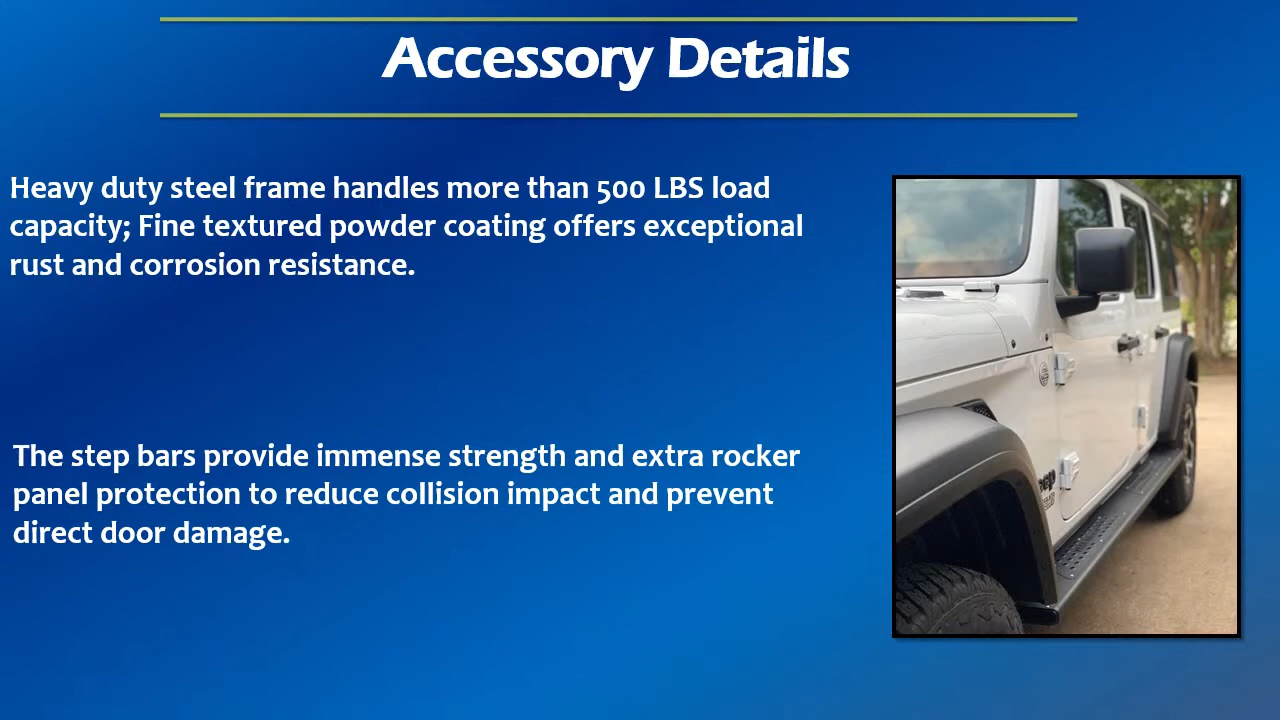 Accessory Details
Heavy duty steel frame handles more than 500 LBS load
capacity; Fine textured powder coating offers exceptional
rust and corrosion resistance.
The step bars provide immense strength and extra rocker
panel protection to reduce collision impact and prevent
direct door damage.